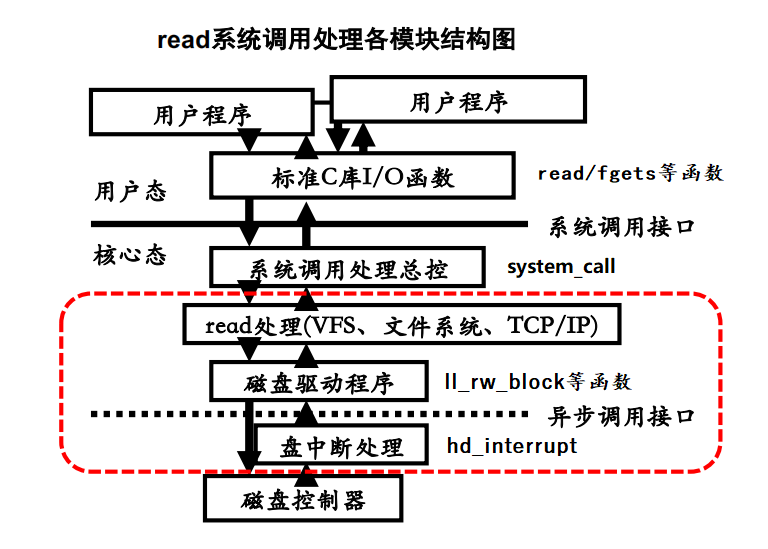 read系统调用处理各模块结构图
用户程序
用户程序
标准C库I/O函数
read/fgets等函数
用户态
系统调用接口
核心态
系统调用处理总控
system_call
read处理(VFS、文件系统、TCP/IP)
磁盘驱动程序
ll_rw_block等函数
异步调用接口
盘中断处理
hd_interrupt
磁盘控制器